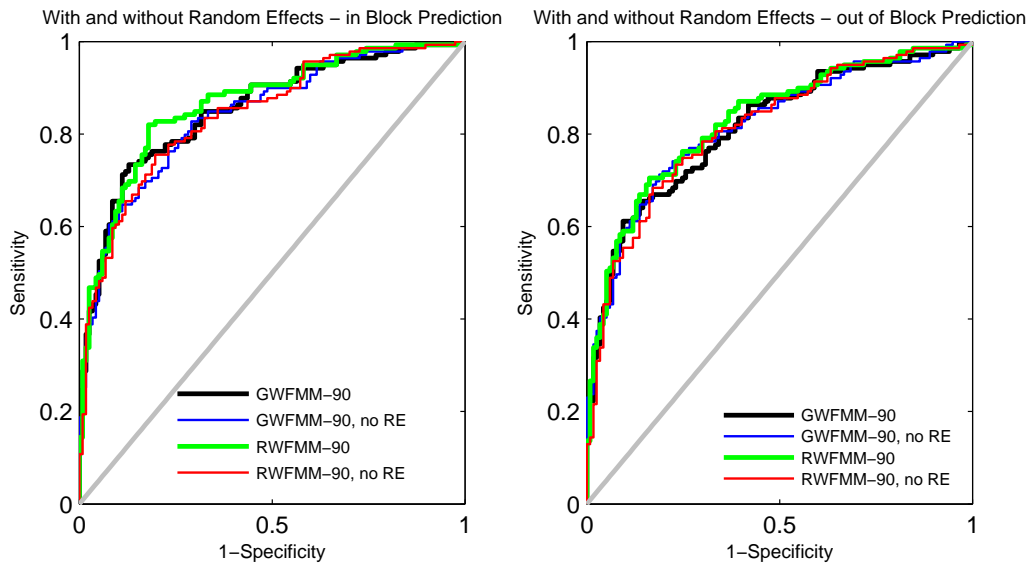 With and without Random Effects − in Block Prediction
1
0.8
0.6
0.4
0.2
0
Sensitivity
GWFMM−90
GWFMM−90, no RE
RWFMM−90
RWFMM−90, no RE
0
0.5
1
1−Specificity
With and without Random Effects − out of Block Prediction
1
0.8
0.6
0.4
0.2
0
Sensitivity
GWFMM−90
GWFMM−90, no RE
RWFMM−90
RWFMM−90, no RE
0
0.5
1
1−Specificity